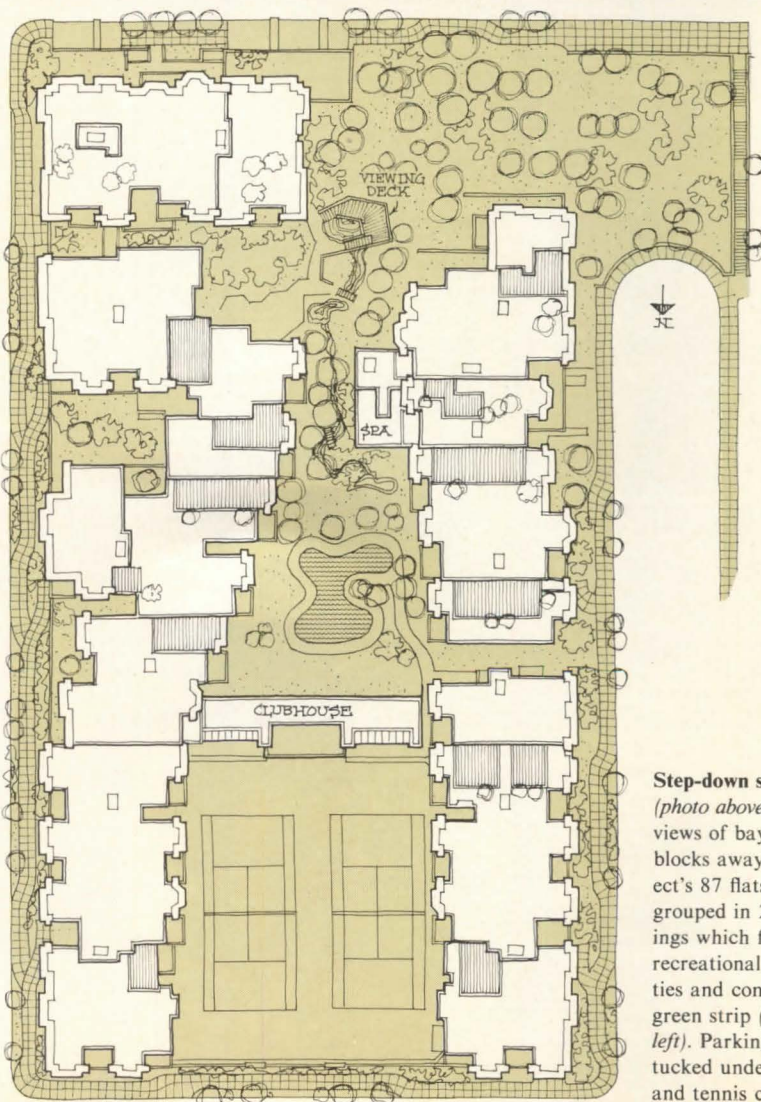 VIEWING
DECK
N
SPA
CLUBHOUSE
Step-down s
(photo above
views of bay
blocks away
ect's 87 flats
grouped in 2
ings which f
recreational
ties and con
green strip (
left). Parkin
tucked unde
and tennis c